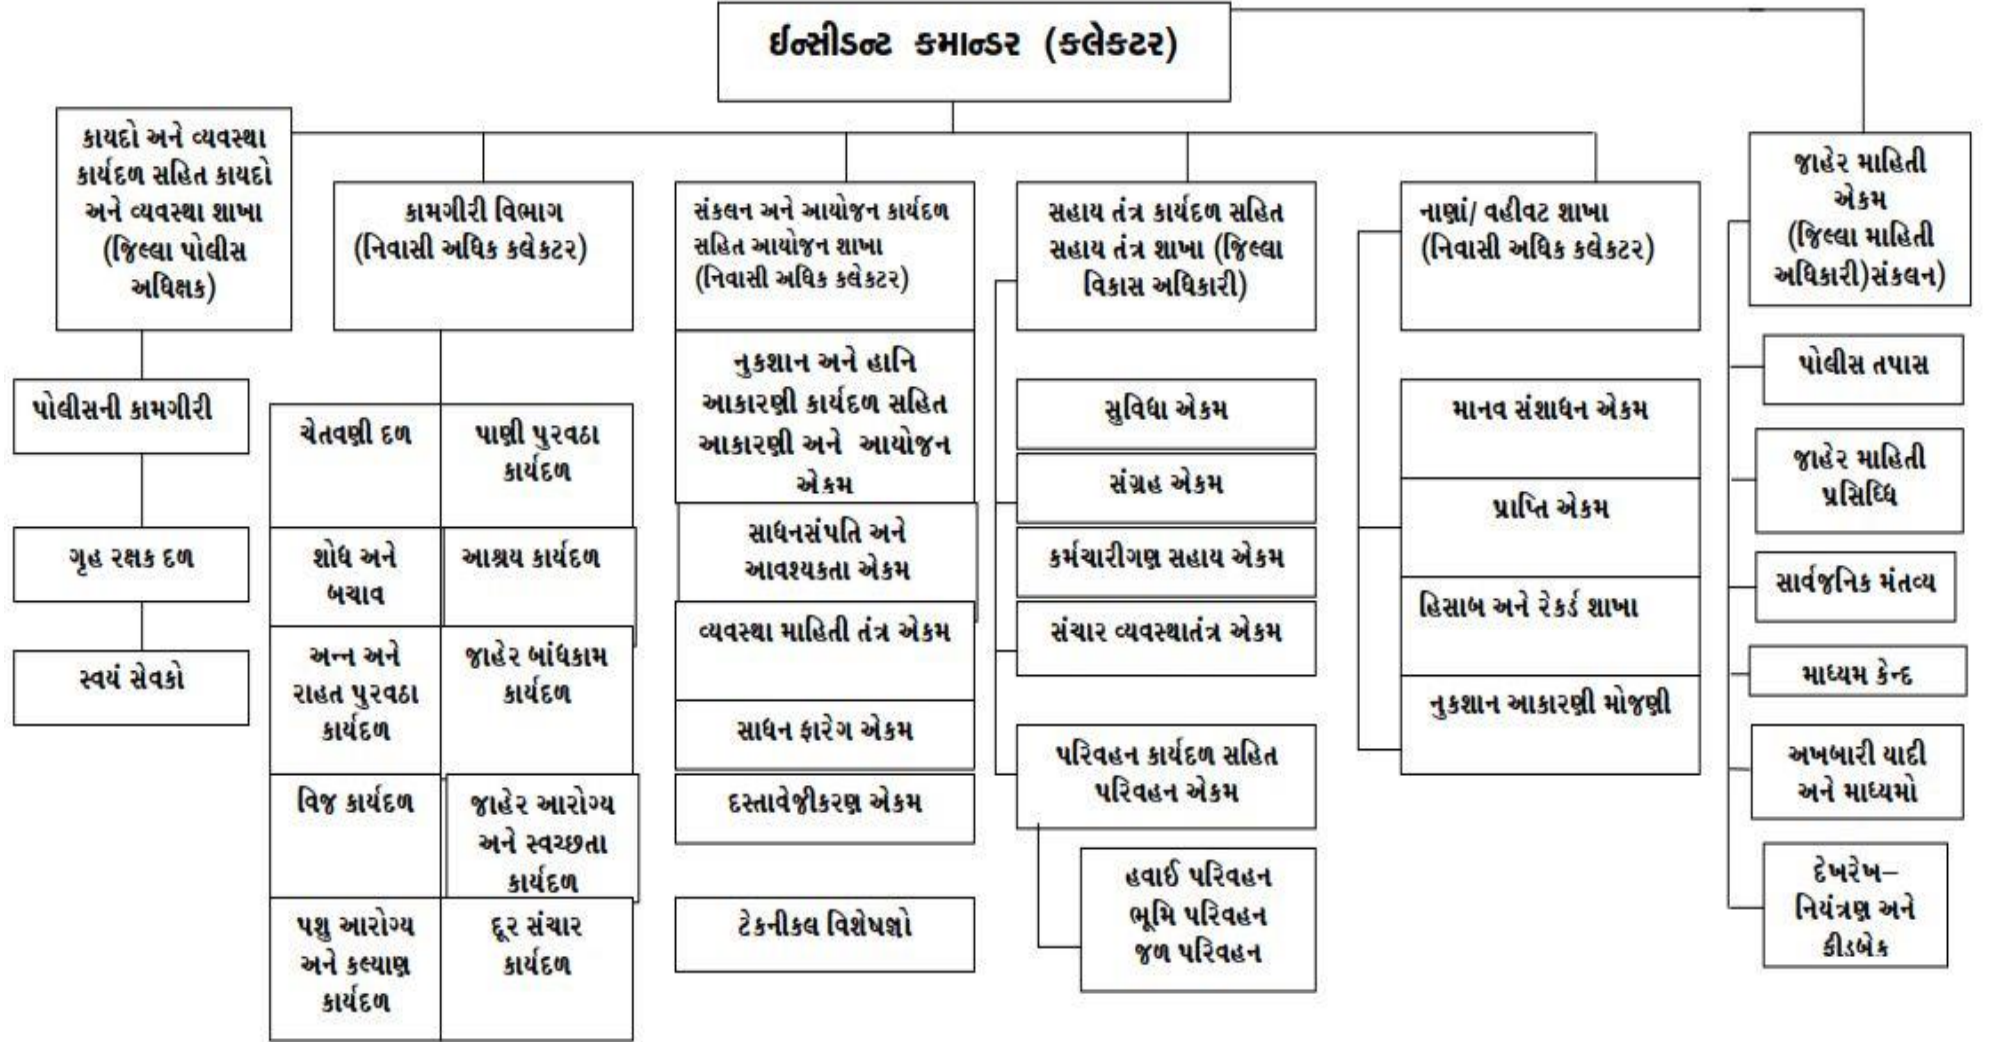 ઈન્સીડન્ટ કમાન્ડર (કલેકટર)
કાયદો અને વ્યવસ્થા
કાર્યદળ સહિત કાયદો
અને વ્યવસ્થા શાખા
(જિલ્લા પોલીસ
અધિક્ષક)
પોલીસની કામગીરી
ગૃહ રક્ષક દળ
સ્વયં સેવકો
કામગીરી વિભાગ
(નિવાસી અધિક કલેકટર)
ચેતવણી દળ
પાણી પુરવઠા
કાર્યદળ
શોધ અને
બચાવ
આશ્રય કાર્યદળ
અન્ન અને
રાહત પુરવઠા
કાર્યદળ
જાહેર બાંધકામ
કાર્યદળ
વિજ કાર્યદળ
જાહેર આરોગ્ય
અને સ્વચ્છતા
કાર્યદળ
પશુ આરોગ્ય
અને કલ્યાણ
કાર્યદળ
દૂર સંચાર
કાર્યદળ
સંકલન અને આયોજન કાર્યદળ
સહિત આયોજન શાખા
(નિવાસી અધિક કલેકટર)
નુકશાન અને હાનિ
આકારણી કાર્યદળ સહિત
આકારણી અને આયોજન
એકમ
સાધનસંપતિ અને
આવશ્યકતા એકમ
વ્યવસ્થા માહિતી તંત્ર એકમ
સાધન ફારેગ એકમ
દસ્તાવેજીકરણ એકમ
ટેકનીકલ વિશેષજ્ઞો
સહાય તંત્ર કાર્યદળ સહિત
સહાય તંત્ર શાખા (જિલ્લા
વિકાસ અધિકારી)
સુવિધા એકમ
સંગ્રહ એકમ
કર્મચારીગણ સહાય એકમ
સંચાર વ્યવસ્થાતંત્ર એકમ
પરિવહન કાર્યદળ સહિત
પરિવહન એકમ
હવાઈ પરિવહન
ભૂમિ પરિવહન
જળ પરિવહન
નાણાં/ વહીવટ શાખા
(નિવાસી અધિક કલેકટર)
માનવ સંશાધન એકમ
પ્રાપ્તિ એકમ
હિસાબ અને રેકર્ડ શાખા
નુકશાન આકારણી મોજણી
જાહેર માહિતી
એકમ
(જિલ્લા માહિતી
અધિકારી)સંકલન)
પોલીસ તપાસ
જાહેર માહિતી
પ્રસિધ્ધિ
સાર્વજનિક મંતવ્ય
માધ્યમ કેન્દ
અખબારી યાદી
અને માધ્યમો
દેખરેખ–
નિયંત્રણ અને
ફીડબેક